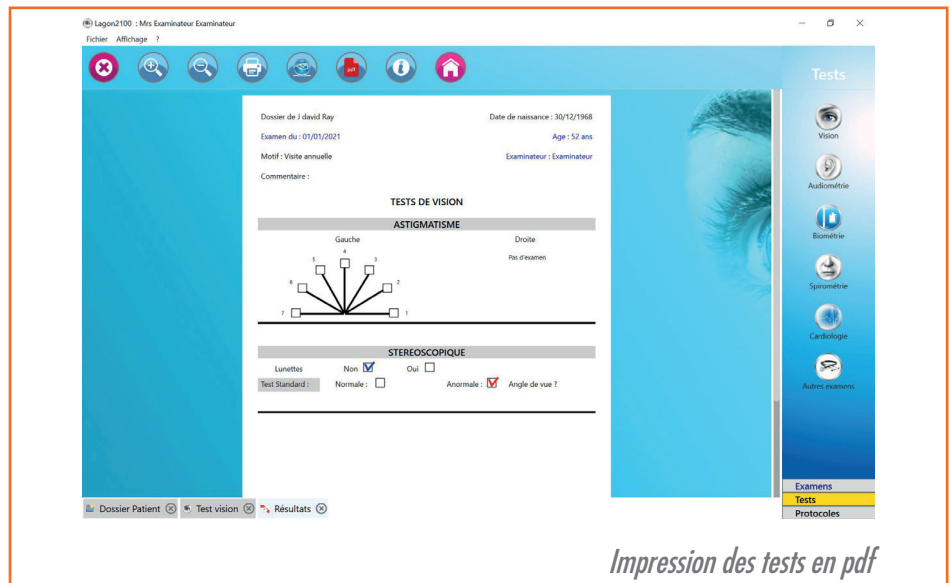 Lagon2100 : Mrs Examinateur Examinateur
Fichier Affichage ?
pdf
Tests
Dossier de J david Ray Date de naissance : 30/12/1968
Examen du : 01/01/2021 Age : 52 ans
Motif : Visite annuelle Examinateur : Examinateur
Commentaire :
TESTS DE VISION
ASTIGMATISME
Gauche Droite
Pas d'examen
4
5 3
6 2
7 1
STEREOSCOPIQUE
Lunettes Non Oui
Test Standard : Normale : Anormale : Angle de vue ?
Vision
Audiométrie
Biométrie
Spirométrie
Cardiologie
Autres examens
Examens
Tests
Protocoles
Dossier Patient Test vision Résultats
Impression des tests en pdf